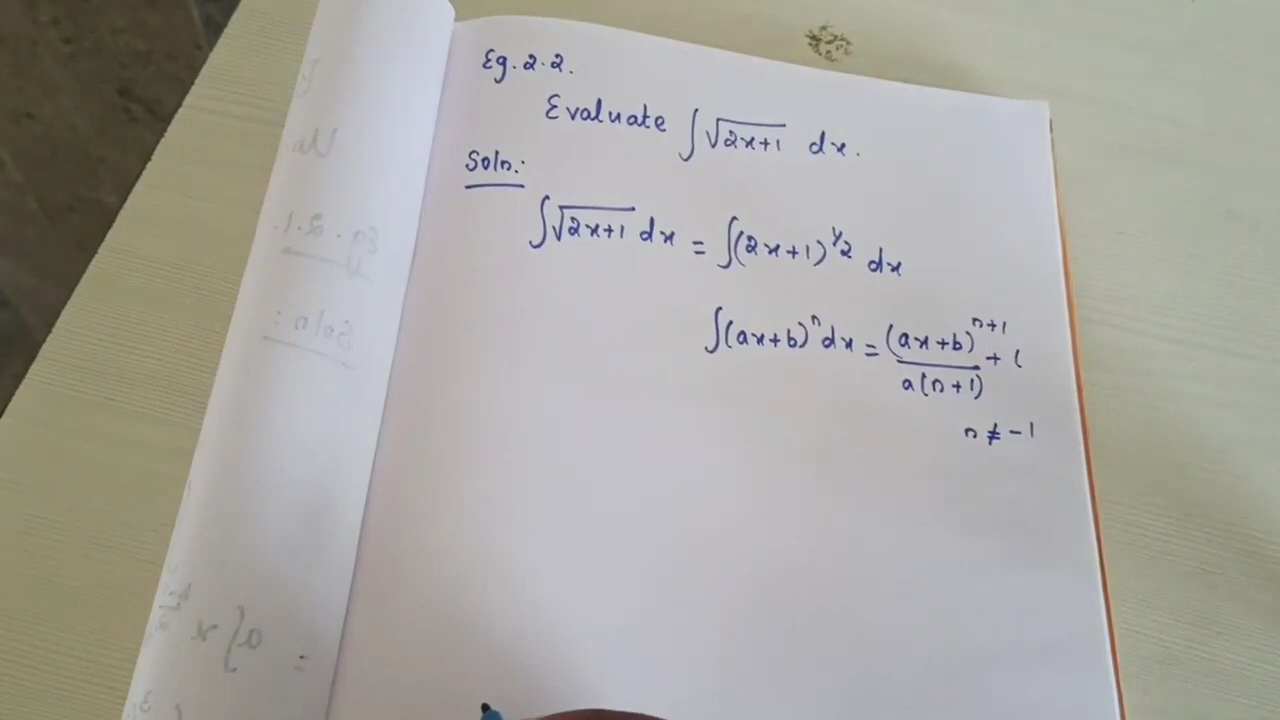 Eg. 2.2.
Evaluate ∫√(2x+1) dx.
Soln:
∫√(2x+1) dx = ∫(2x+1)^1/2 dx
∫(ax+b)^n dx = (ax+b)^(n+1) / a(n+1) + C
n ≠ -1